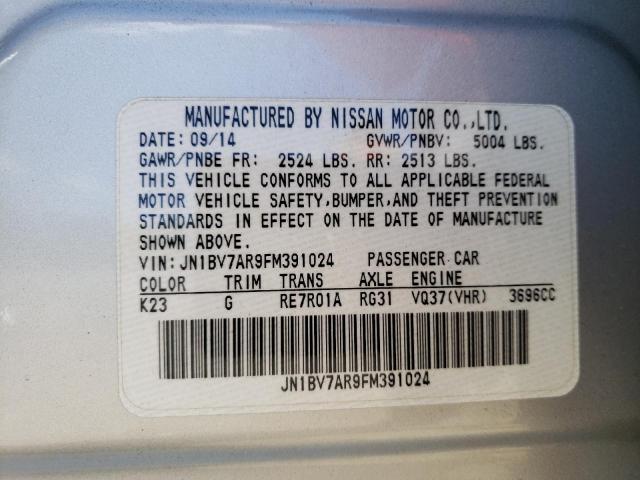 MANUFACTURED BY NISSAN MOTOR CO.,LTD.
DATE: 09/14 GVWR/PNBV: 5004 LBS.
GAWR/PNBE FR: 2524 LBS. RR: 2513 LBS.
THIS VEHICLE CONFORMS TO ALL APPLICABLE FEDERAL
MOTOR VEHICLE SAFETY,BUMPER,AND THEFT PREVENTION
STANDARDS IN EFFECT ON THE DATE OF MANUFACTURE
SHOWN ABOVE.
VIN: JN1BV7AR9FM391024 PASSENGER CAR
COLOR TRIM TRANS AXLE ENGINE
K23 G RE7R01A RG31 VQ37(VHR) 3696CC
JN1BV7AR9FM391024